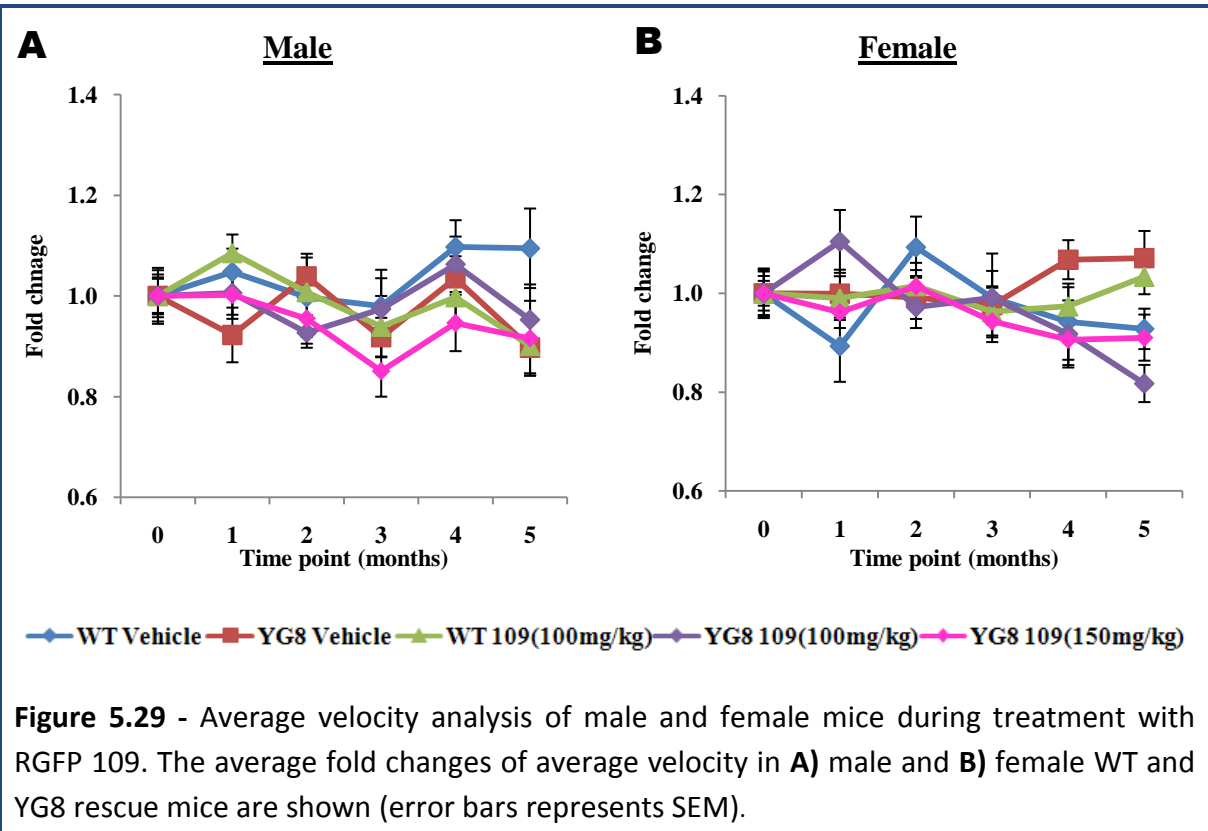 A
Male
1.4
1.2
1.0
0.8
0.6
Fold chnage
0 1 2 3 4 5
Time point (months)
B
Female
1.4
1.2
1.0
0.8
0.6
Fold change
0 1 2 3 4 5
Time point (months)
WT Vehicle YG8 Vehicle WT 109(100mg/kg) YG8 109(100mg/kg) YG8 109(150mg/kg)
Figure 5.29 - Average velocity analysis of male and female mice during treatment with
RGFP 109. The average fold changes of average velocity in A) male and B) female WT and
YG8 rescue mice are shown (error bars represents SEM).